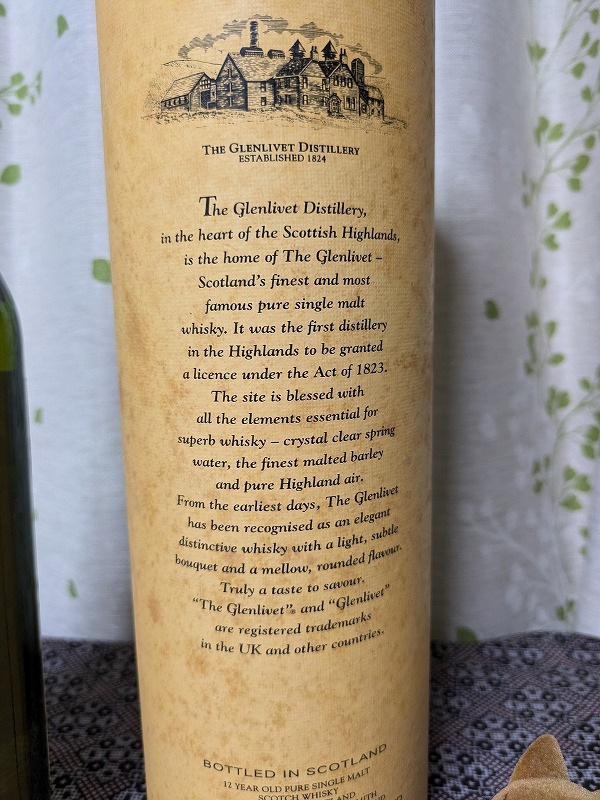 THE GLENLIVET DISTILLERY
ESTABLISHED 1824
The Glenlivet Distillery,
in the heart of the Scottish Highlands,
is the home of The Glenlivet –
Scotland's finest and most
famous pure single malt
whisky. It was the first distillery
in the Highlands to be granted
a licence under the Act of 1823.
The site is blessed with
all the elements essential for
superb whisky – crystal clear spring
water, the finest malted barley
and pure Highland air.
From the earliest days, The Glenlivet
has been recognised as an elegant
distinctive whisky with a light, subtle
bouquet and a mellow, rounded flavour.
Truly a taste to savour.
"The Glenlivet"® and "Glenlivet"
are registered trademarks
in the UK and other countries.
BOTTLED IN SCOTLAND
12 YEAR OLD PURE SINGLE MALT
SCOTCH WHISKY